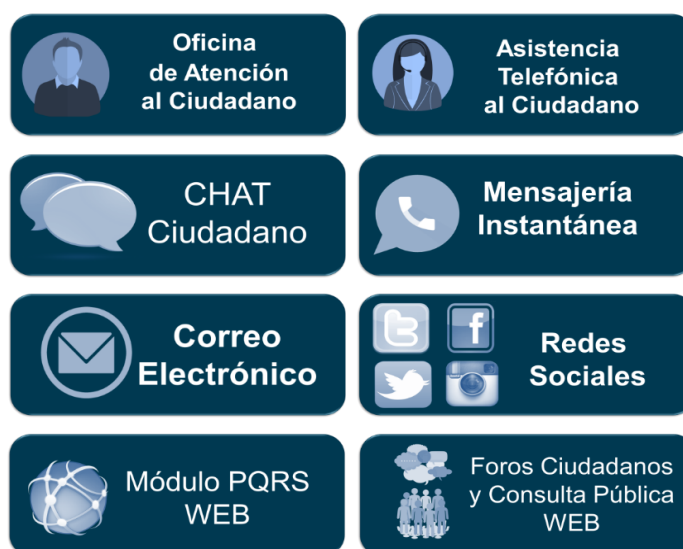 Oficina
de Atención
al Ciudadano
Asistencia
Telefónica
al Ciudadano
CHAT
Ciudadano
Mensajería
Instantánea
Correo
Electrónico
Redes
Sociales
Módulo PQRS
WEB
Foros Ciudadanos
y Consulta Pública
WEB